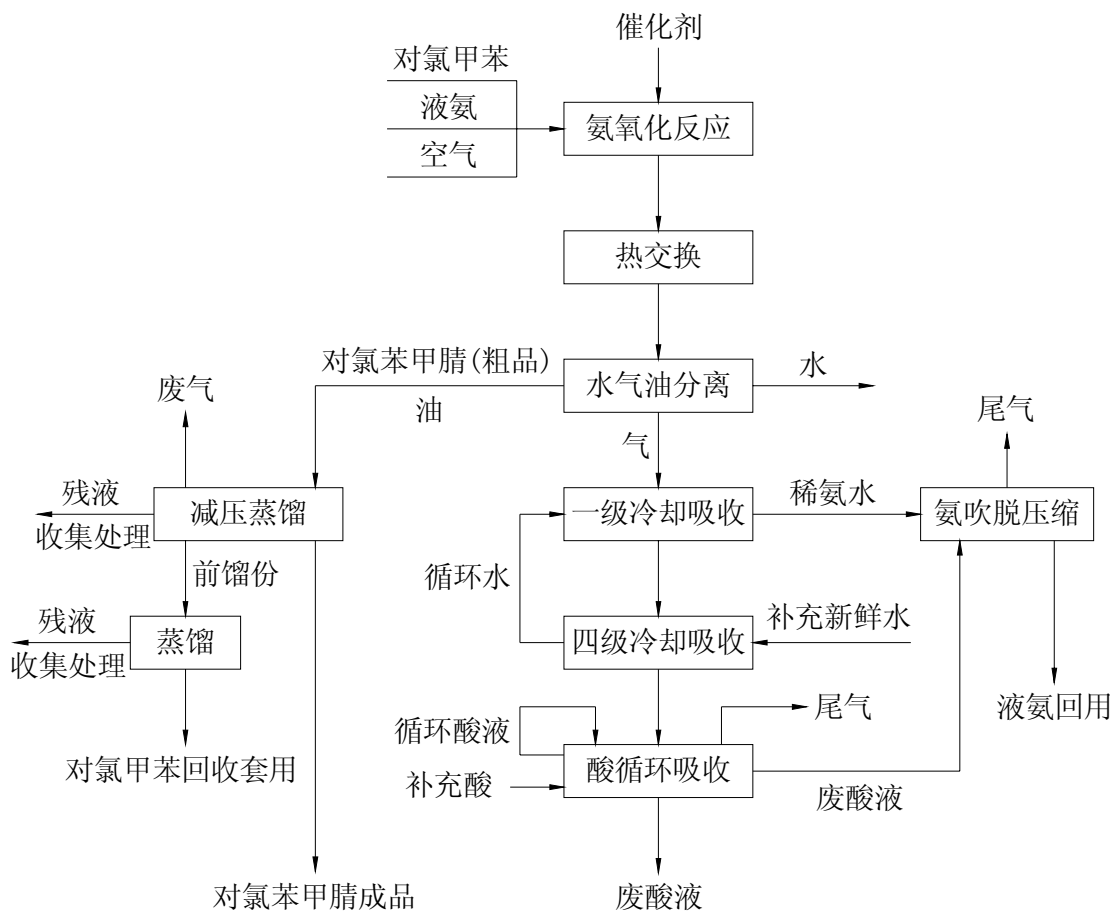 催化剂
对氯甲苯
液氨
空气
氨氧化反应
热交换
对氯苯甲腈(粗品)
油
水气油分离
水
废气
气
尾气
残液
收集处理
减压蒸馏
一级冷却吸收
稀氨水
氨吹脱压缩
前馏份
循环水
残液
收集处理
蒸馏
四级冷却吸收
补充新鲜水
液氨回用
循环酸液
尾气
对氯甲苯回收套用
补充酸
酸循环吸收
废酸液
对氯苯甲腈成品
废酸液